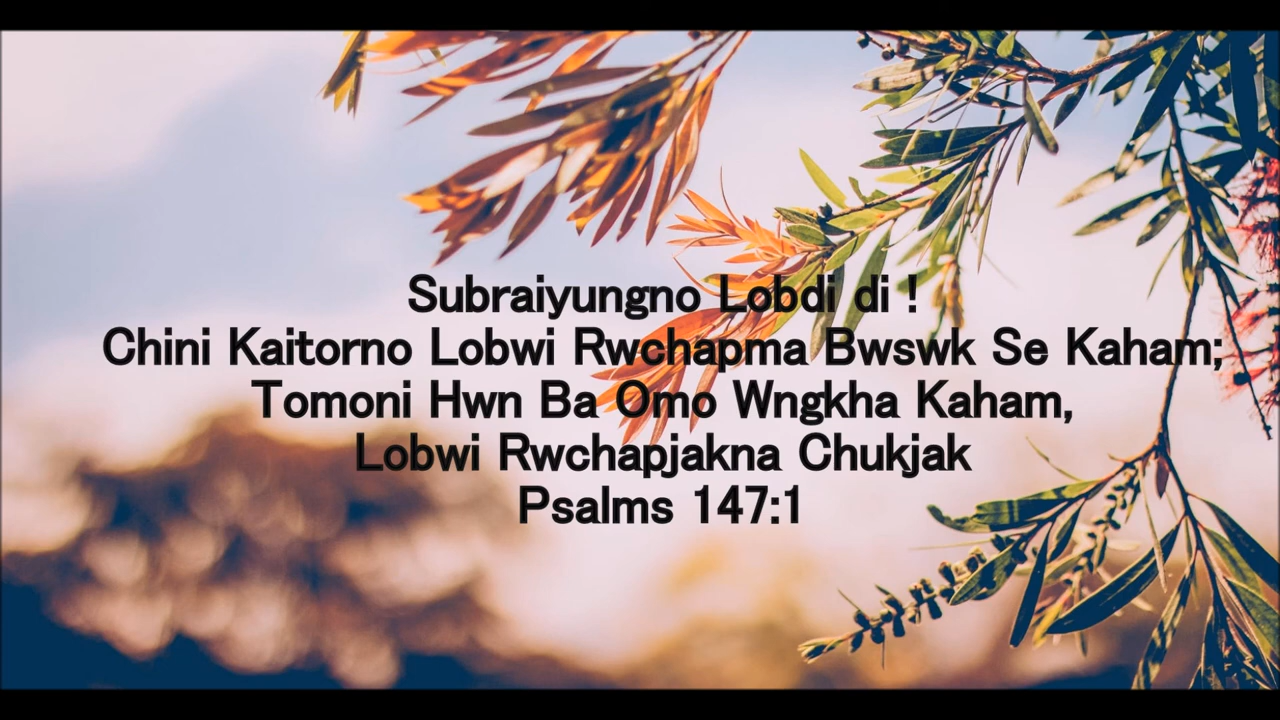 Subraiyungno Lobdi di !
Chini Kaitorno Lobwi Rwchapma Bwswk Se Kaham;
Tomoni Hwn Ba Omo Wngkha Kaham,
Lobwi Rwchapjakna Chukjak
Psalms 147:1